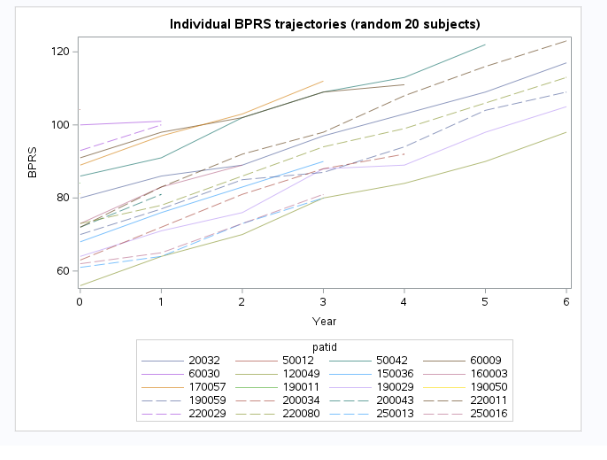 Individual BPRS trajectories (random 20 subjects)
120
100
80
60
BPRS
0 1 2 3 4 5 6
Year
patid
20032 50012 50042 60009
60030 120049 150036 160003
170057 190011 190029 190050
190059 200034 200043 220011
220029 220080 250013 250016